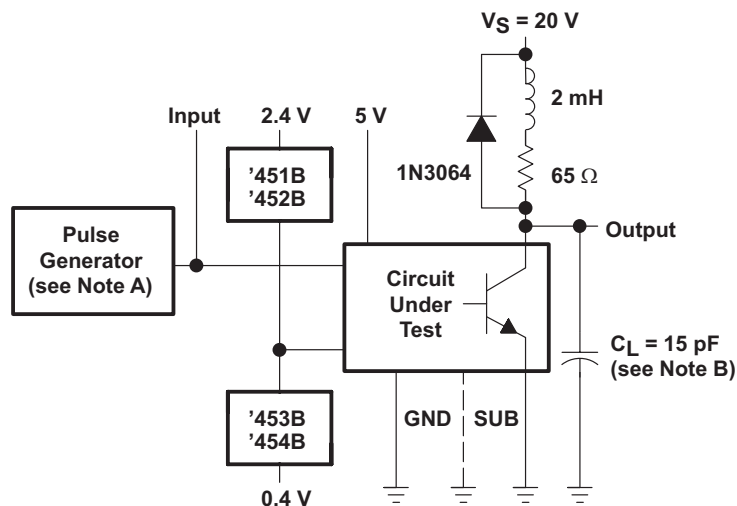 VS = 20 V
2 mH
Input
2.4 V
5 V
1N3064
65 Ω
’451B
’452B
Pulse
Generator
(see Note A)
Output
Circuit
Under
Test
CL = 15 pF
(see Note B)
’453B
’454B
GND
SUB
0.4 V